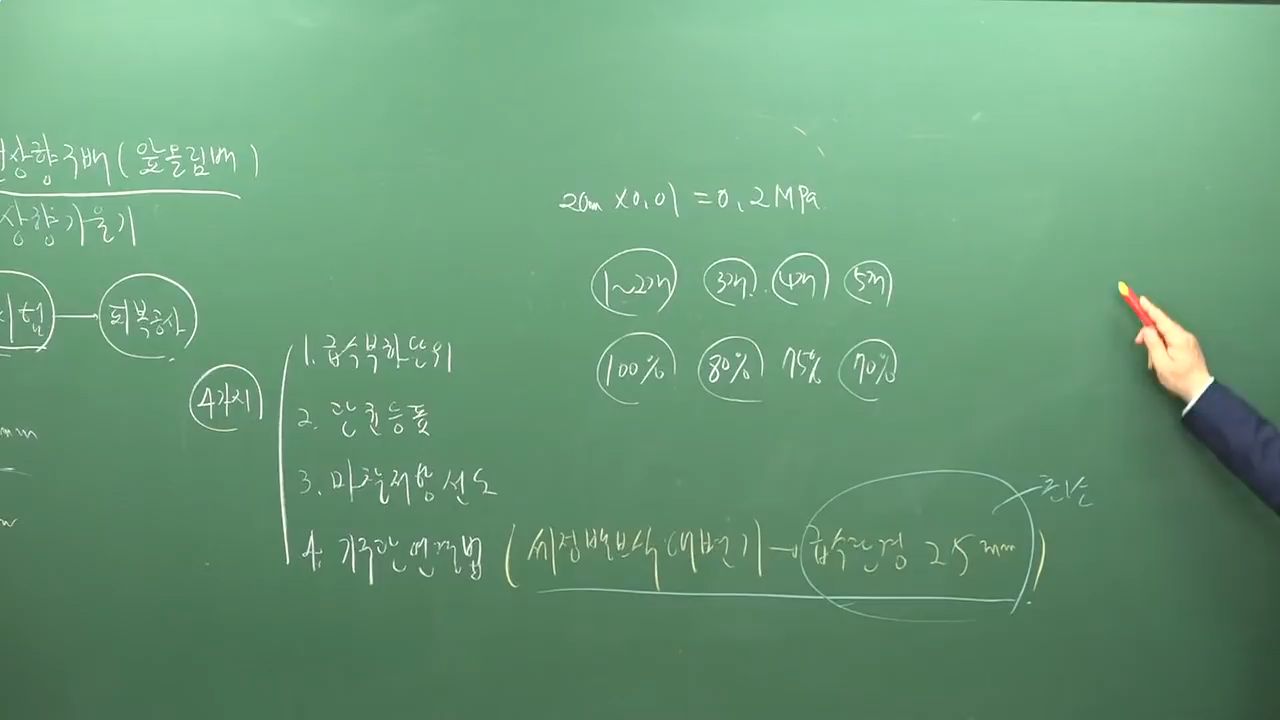 상향구배(앞올림배)
상향기울기
회복공사
20m ×0.01 = 0.2MPa
1~2개 3개 4개 5개
100% 80% 75% 70%
4가지
1. 급수부하단위
2. 관균등표
3. 마찰저항선도
4. 기구관연결법 (세정밸브식(대변기→급수관경 25mm)
mm